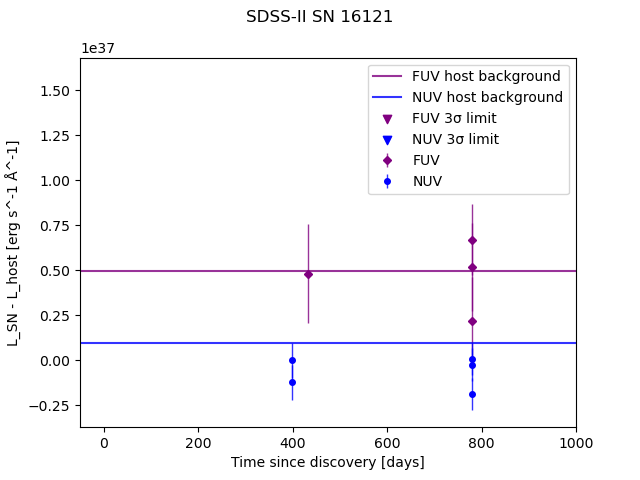 SDSS-II SN 16121
1e37
1.50
1.25
1.00
0.75
0.50
0.25
0.00
−0.25
L_SN - L_host [erg s^-1 Å^-1]
FUV host background
NUV host background
FUV 3σ limit
NUV 3σ limit
FUV
NUV
0 200 400 600 800 1000
Time since discovery [days]